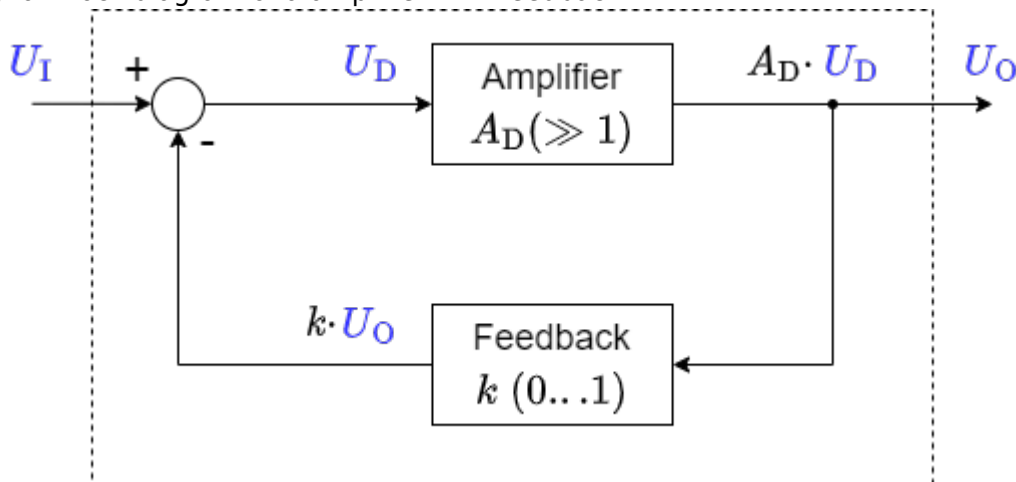 U_I
+
U_D
Amplifier
A_D(≫ 1)
A_D· U_D
U_O
-
k·U_O
Feedback
k (0...1)